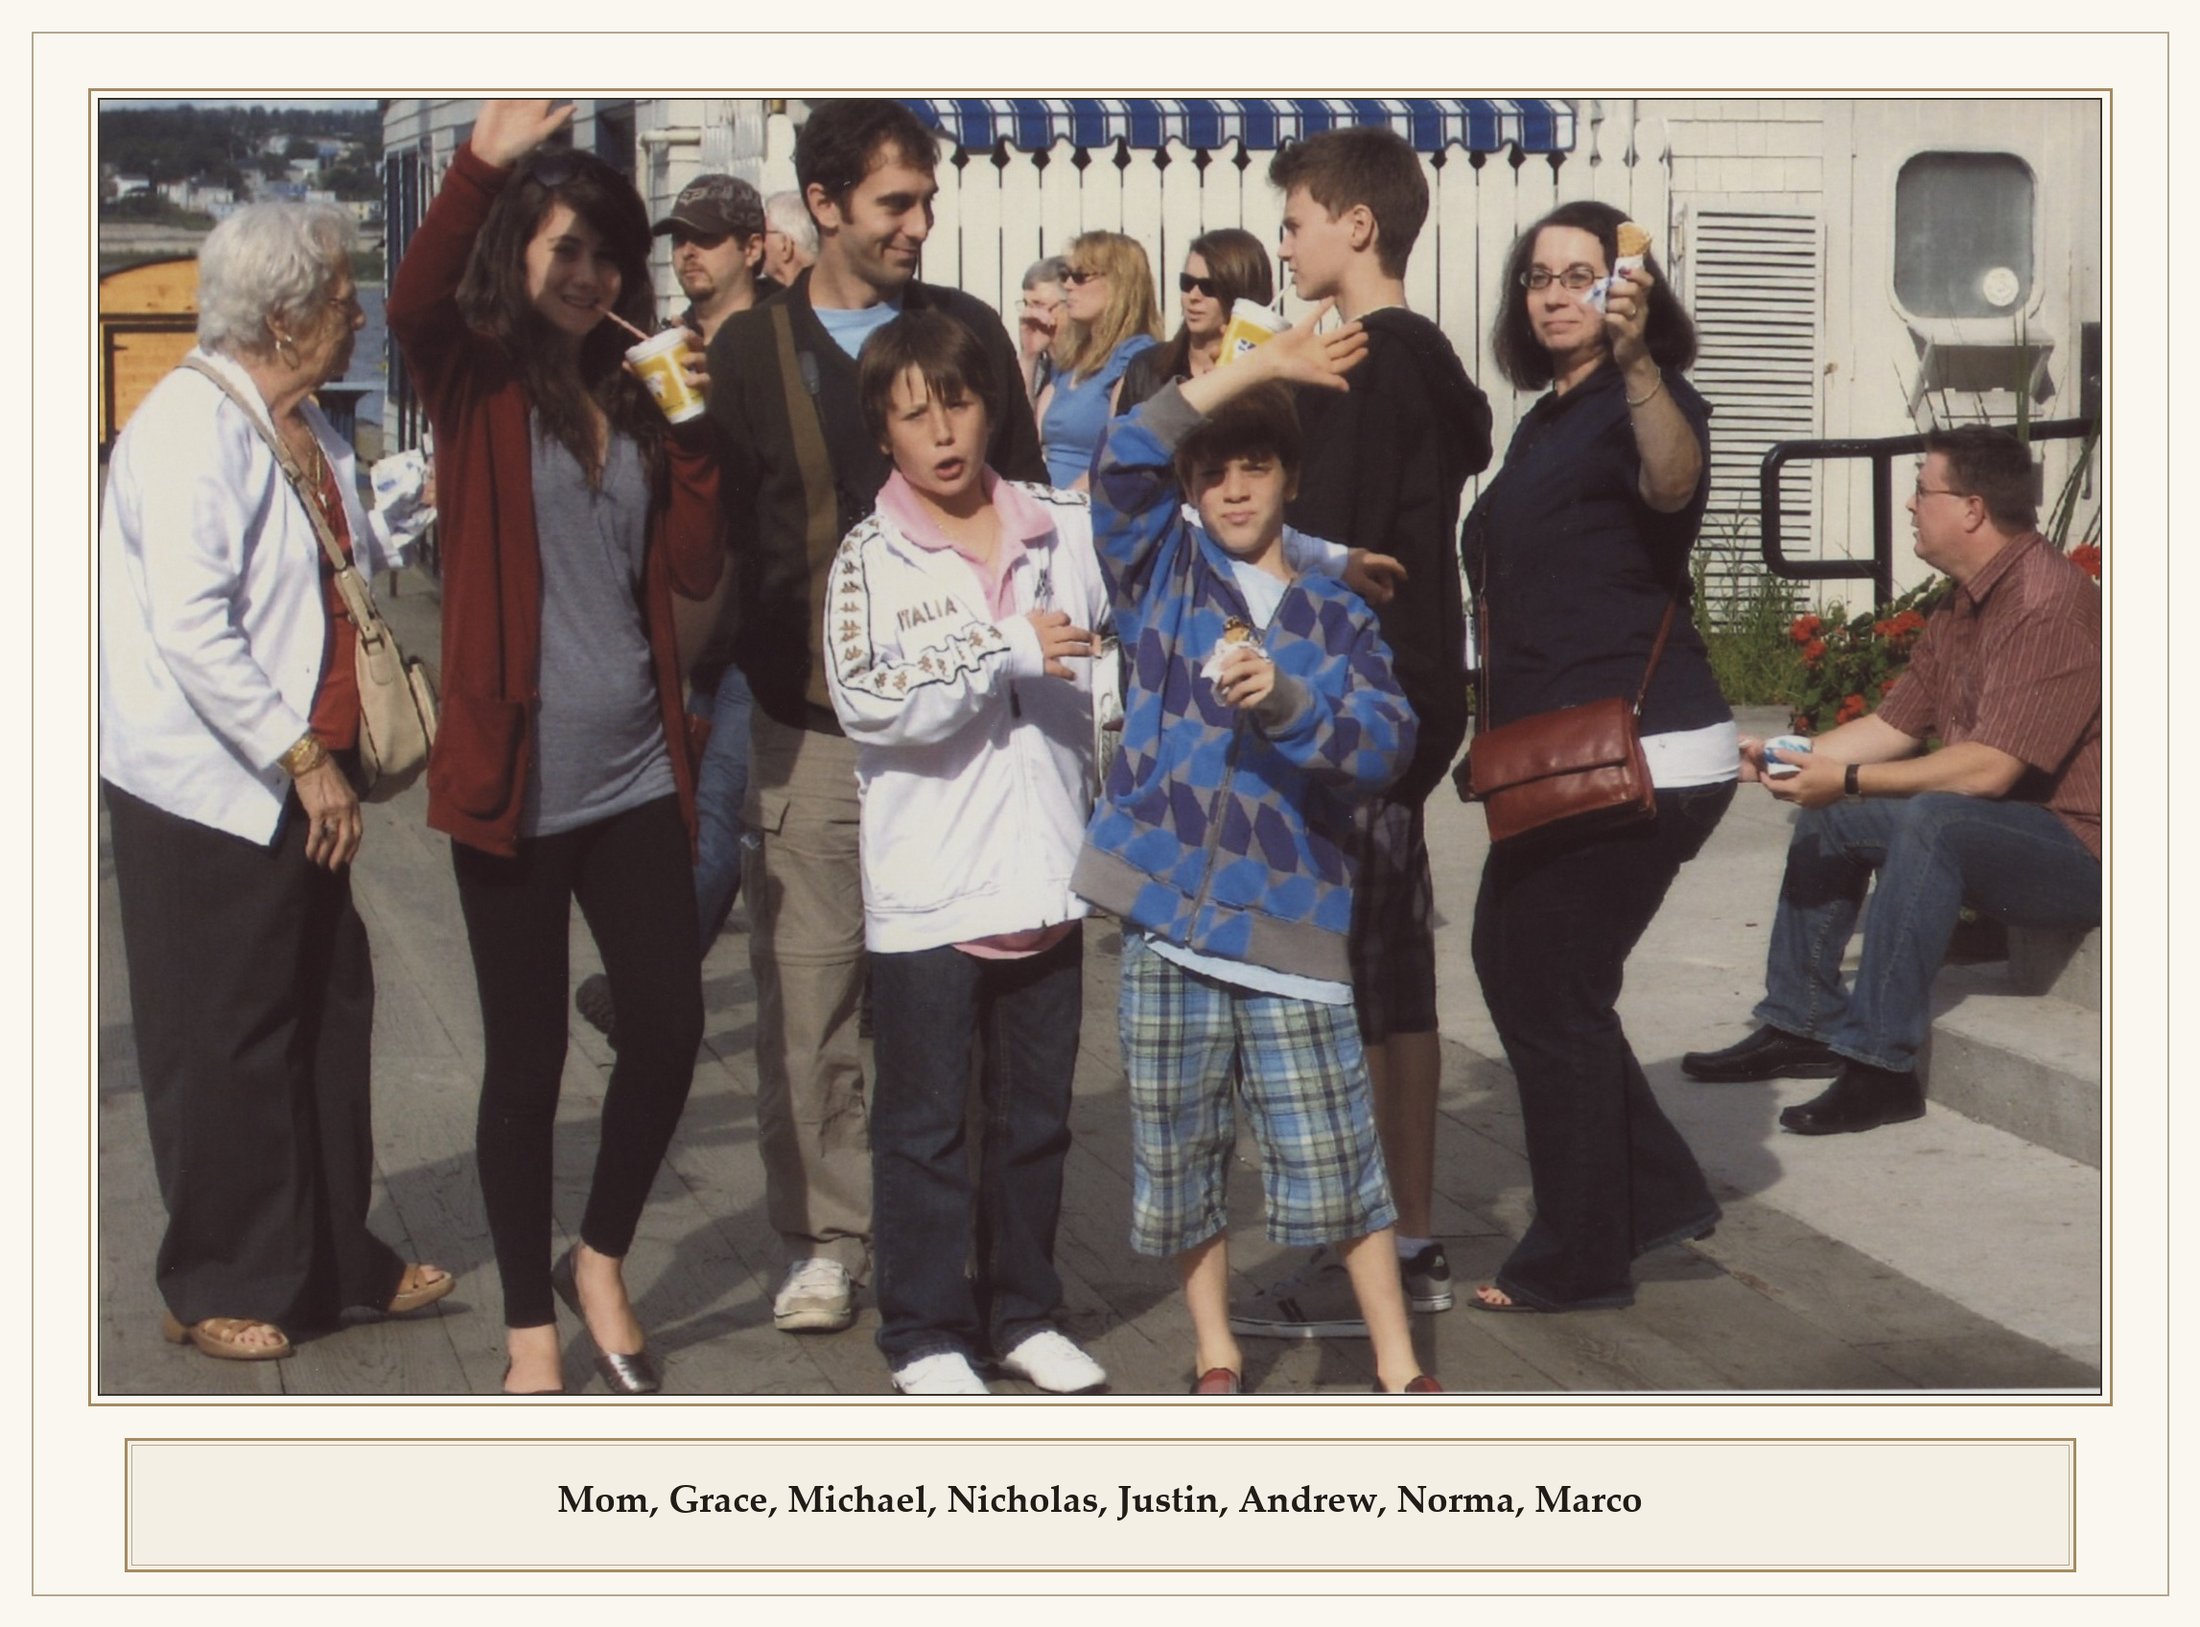 ITALIA
Mom, Grace, Michael, Nicholas, Justin, Andrew, Norma, Marco